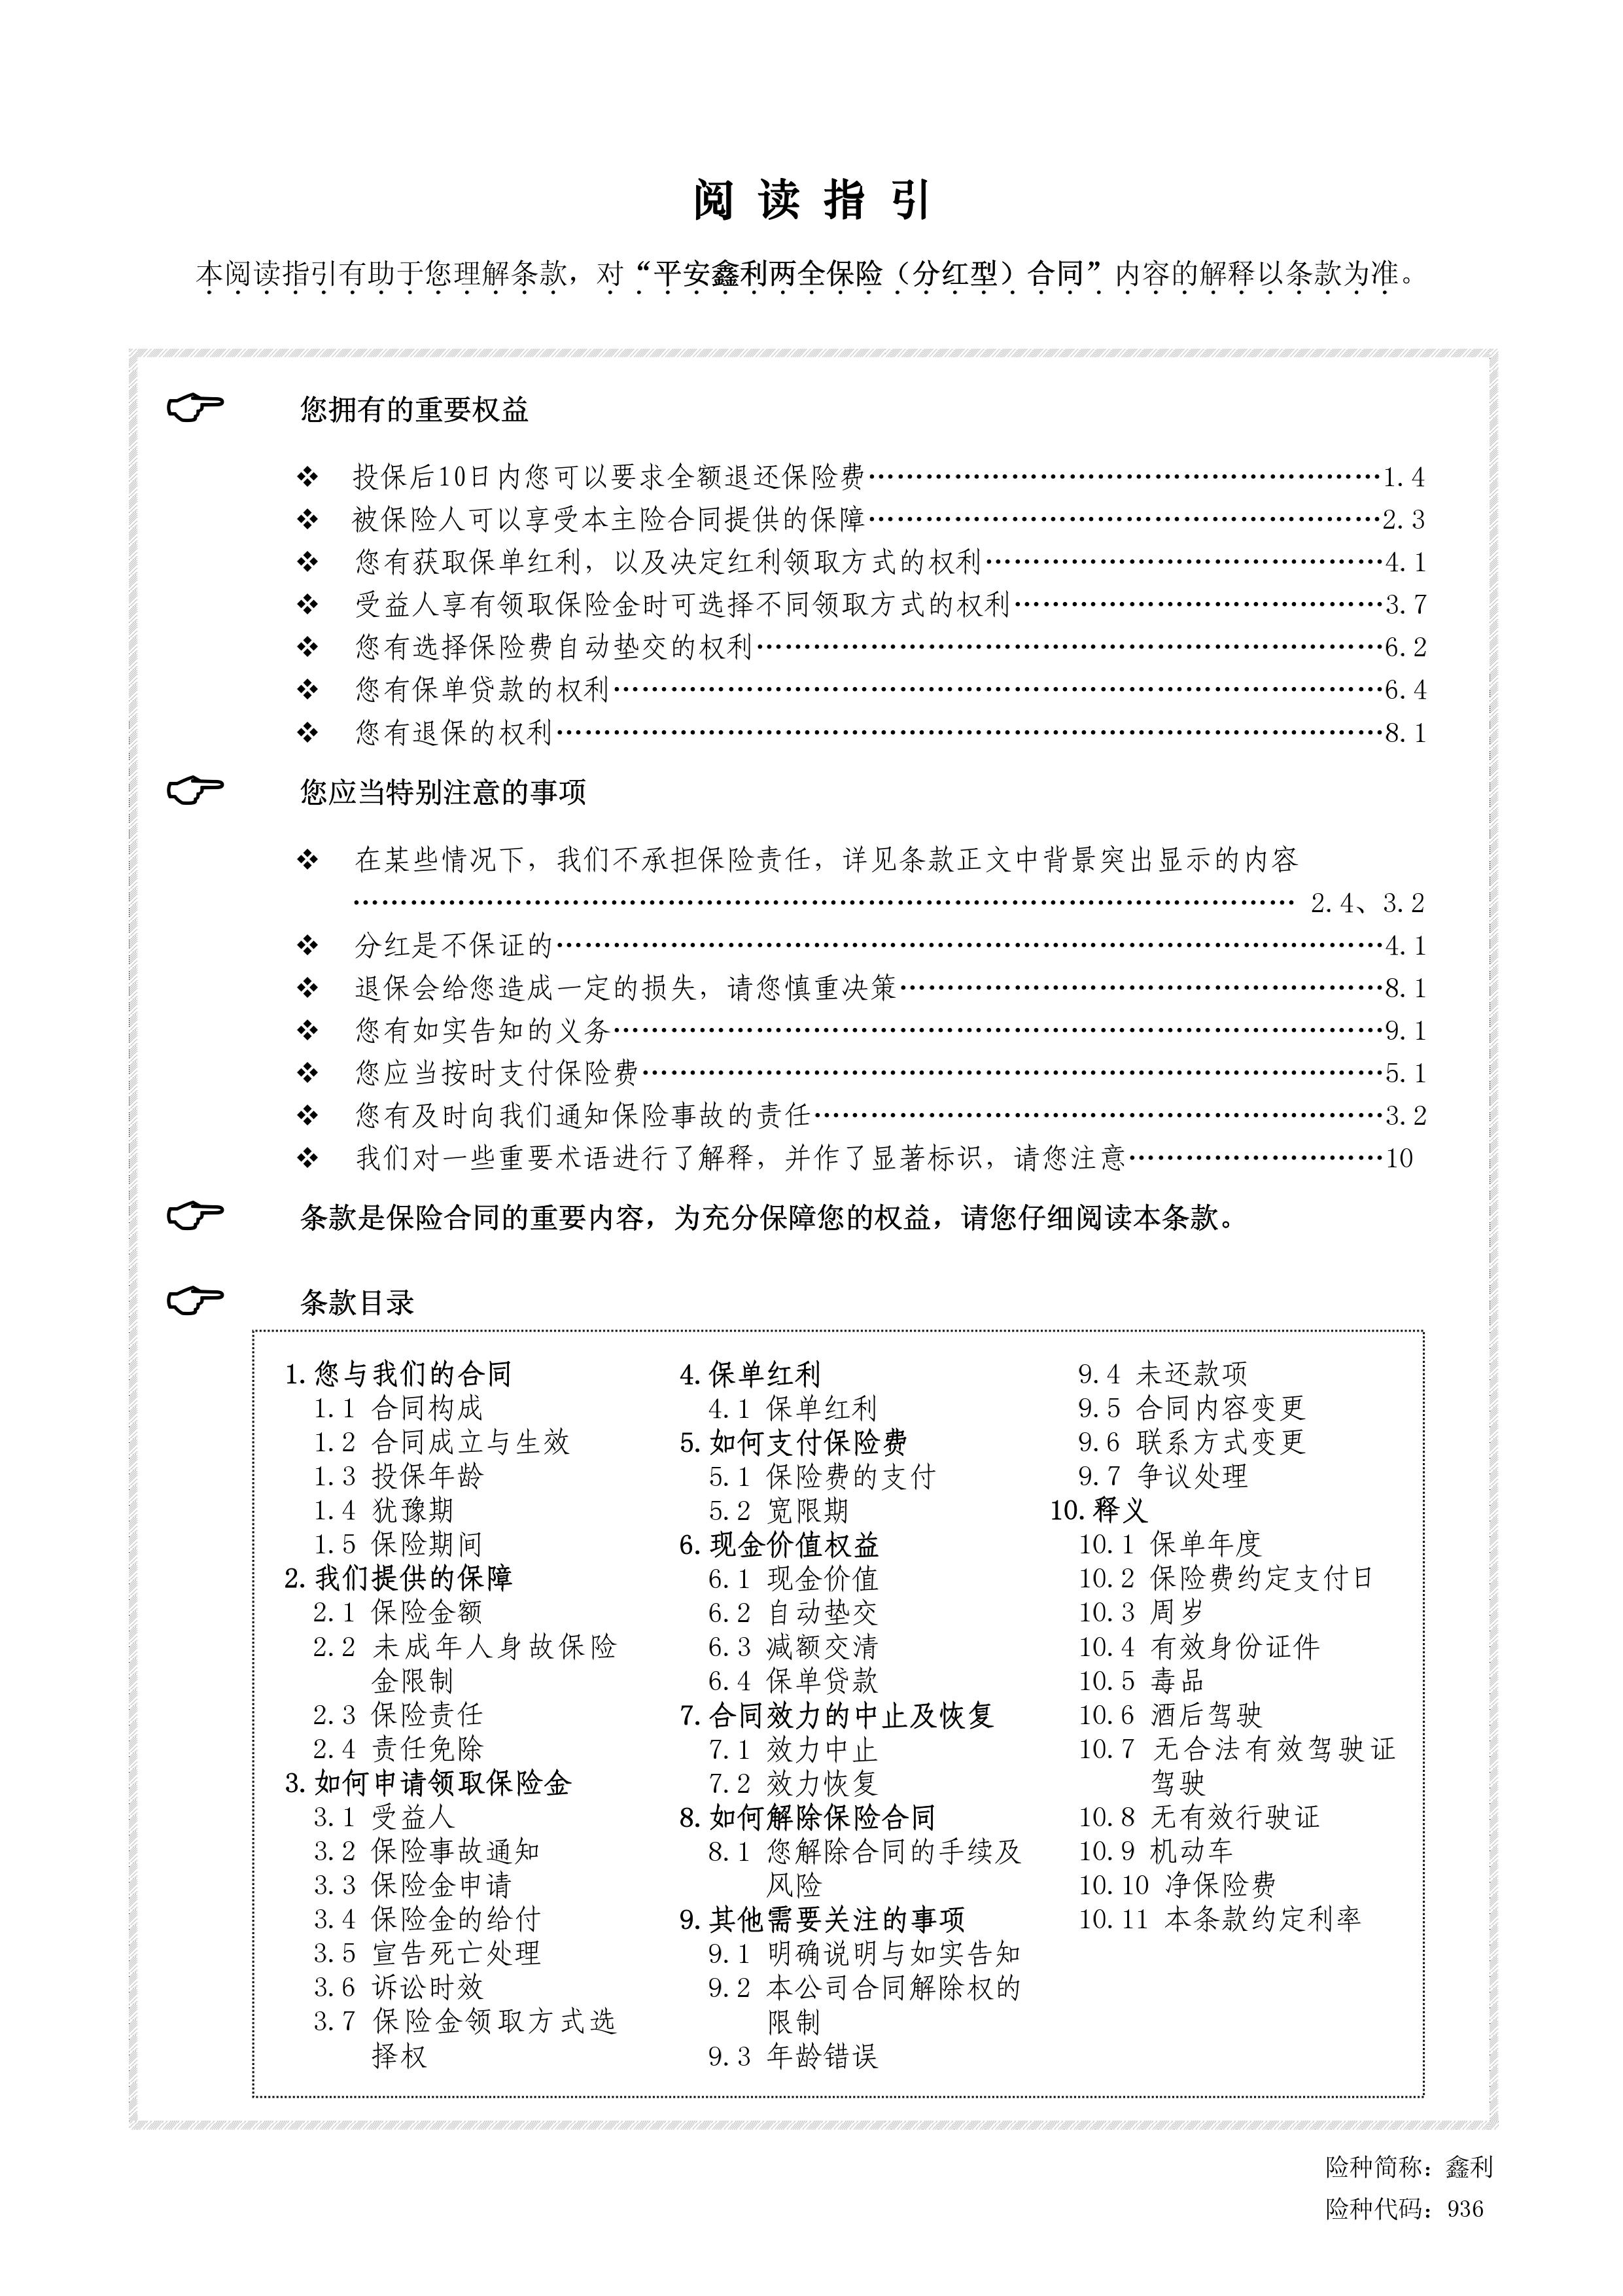 阅 读 指 引
本阅读指引有助于您理解条款，对“平安鑫利两全保险（分红型）合同”内容的解释以条款为准。
您拥有的重要权益
❖ 投保后10日内您可以要求全额退还保险费……………………………………………1.4
❖ 被保险人可以享受本主险合同提供的保障……………………………………………2.3
❖ 您有获取保单红利，以及决定红利领取方式的权利…………………………………4.1
❖ 受益人享有领取保险金时可选择不同领取方式的权利………………………………3.7
❖ 您有选择保险费自动垫交的权利………………………………………………………6.2
❖ 您有保单贷款的权利……………………………………………………………………6.4
❖ 您有退保的权利…………………………………………………………………………8.1
您应当特别注意的事项
❖ 在某些情况下，我们不承担保险责任，详见条款正文中背景突出显示的内容
………………………………………………………………………………………… 2.4、3.2
❖ 分红是不保证的…………………………………………………………………………4.1
❖ 退保会给您造成一定的损失，请您慎重决策…………………………………………8.1
❖ 您有如实告知的义务……………………………………………………………………9.1
❖ 您应当按时支付保险费…………………………………………………………………5.1
❖ 您有及时向我们通知保险事故的责任…………………………………………………3.2
❖ 我们对一些重要术语进行了解释，并作了显著标识，请您注意………………………10
条款是保险合同的重要内容，为充分保障您的权益，请您仔细阅读本条款。
条款目录
1.您与我们的合同
1.1 合同构成
1.2 合同成立与生效
1.3 投保年龄
1.4 犹豫期
1.5 保险期间
2.我们提供的保障
2.1 保险金额
2.2 未成年人身故保险
金限制
2.3 保险责任
2.4 责任免除
3.如何申请领取保险金
3.1 受益人
3.2 保险事故通知
3.3 保险金申请
3.4 保险金的给付
3.5 宣告死亡处理
3.6 诉讼时效
3.7 保险金领取方式选
择权
4.保单红利
4.1 保单红利
5.如何支付保险费
5.1 保险费的支付
5.2 宽限期
6.现金价值权益
6.1 现金价值
6.2 自动垫交
6.3 减额交清
6.4 保单贷款
7.合同效力的中止及恢复
7.1 效力中止
7.2 效力恢复
8.如何解除保险合同
8.1 您解除合同的手续及
风险
9.其他需要关注的事项
9.1 明确说明与如实告知
9.2 本公司合同解除权的
限制
9.3 年龄错误
9.4 未还款项
9.5 合同内容变更
9.6 联系方式变更
9.7 争议处理
10.释义
10.1 保单年度
10.2 保险费约定支付日
10.3 周岁
10.4 有效身份证件
10.5 毒品
10.6 酒后驾驶
10.7 无合法有效驾驶证
驾驶
10.8 无有效行驶证
10.9 机动车
10.10 净保险费
10.11 本条款约定利率
险种简称：鑫利
险种代码：936